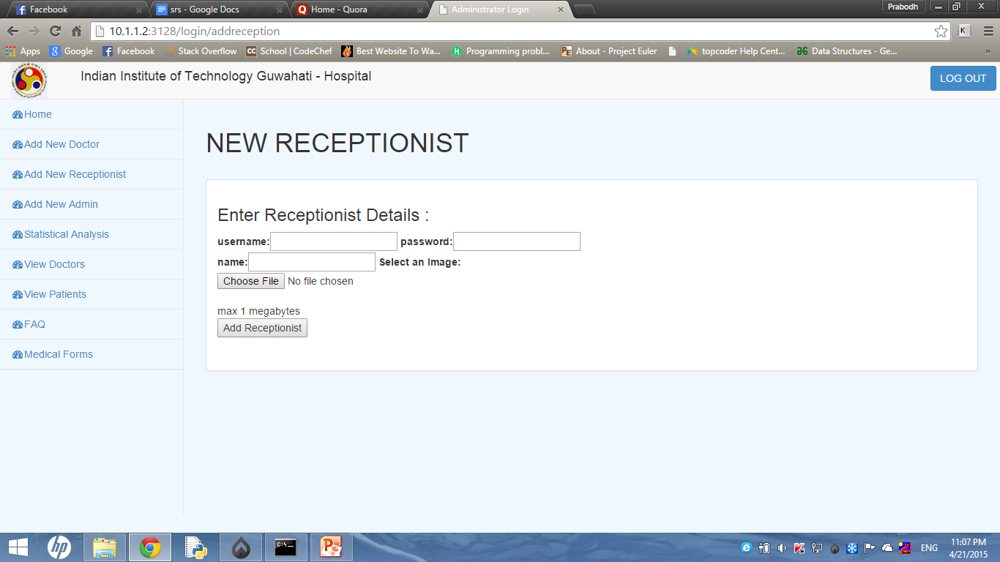 Facebook srs - Google Docs Home - Quora Administrator Login Prabodh
10.1.1.2:3128/login/addreception
Apps Google Facebook Stack Overflow School | CodeChef Best Website To Wa... Programming probl... About - Project Euler topcoder Help Cent... Data Structures - Ge... »
Indian Institute of Technology Guwahati - Hospital LOG OUT
Home
Add New Doctor
Add New Receptionist
Add New Admin
Statistical Analysis
View Doctors
View Patients
FAQ
Medical Forms
NEW RECEPTIONIST
Enter Receptionist Details :
username: password:
name: Select an Image:
Choose File No file chosen
max 1 megabytes
Add Receptionist
ENG 11:07 PM
4/21/2015